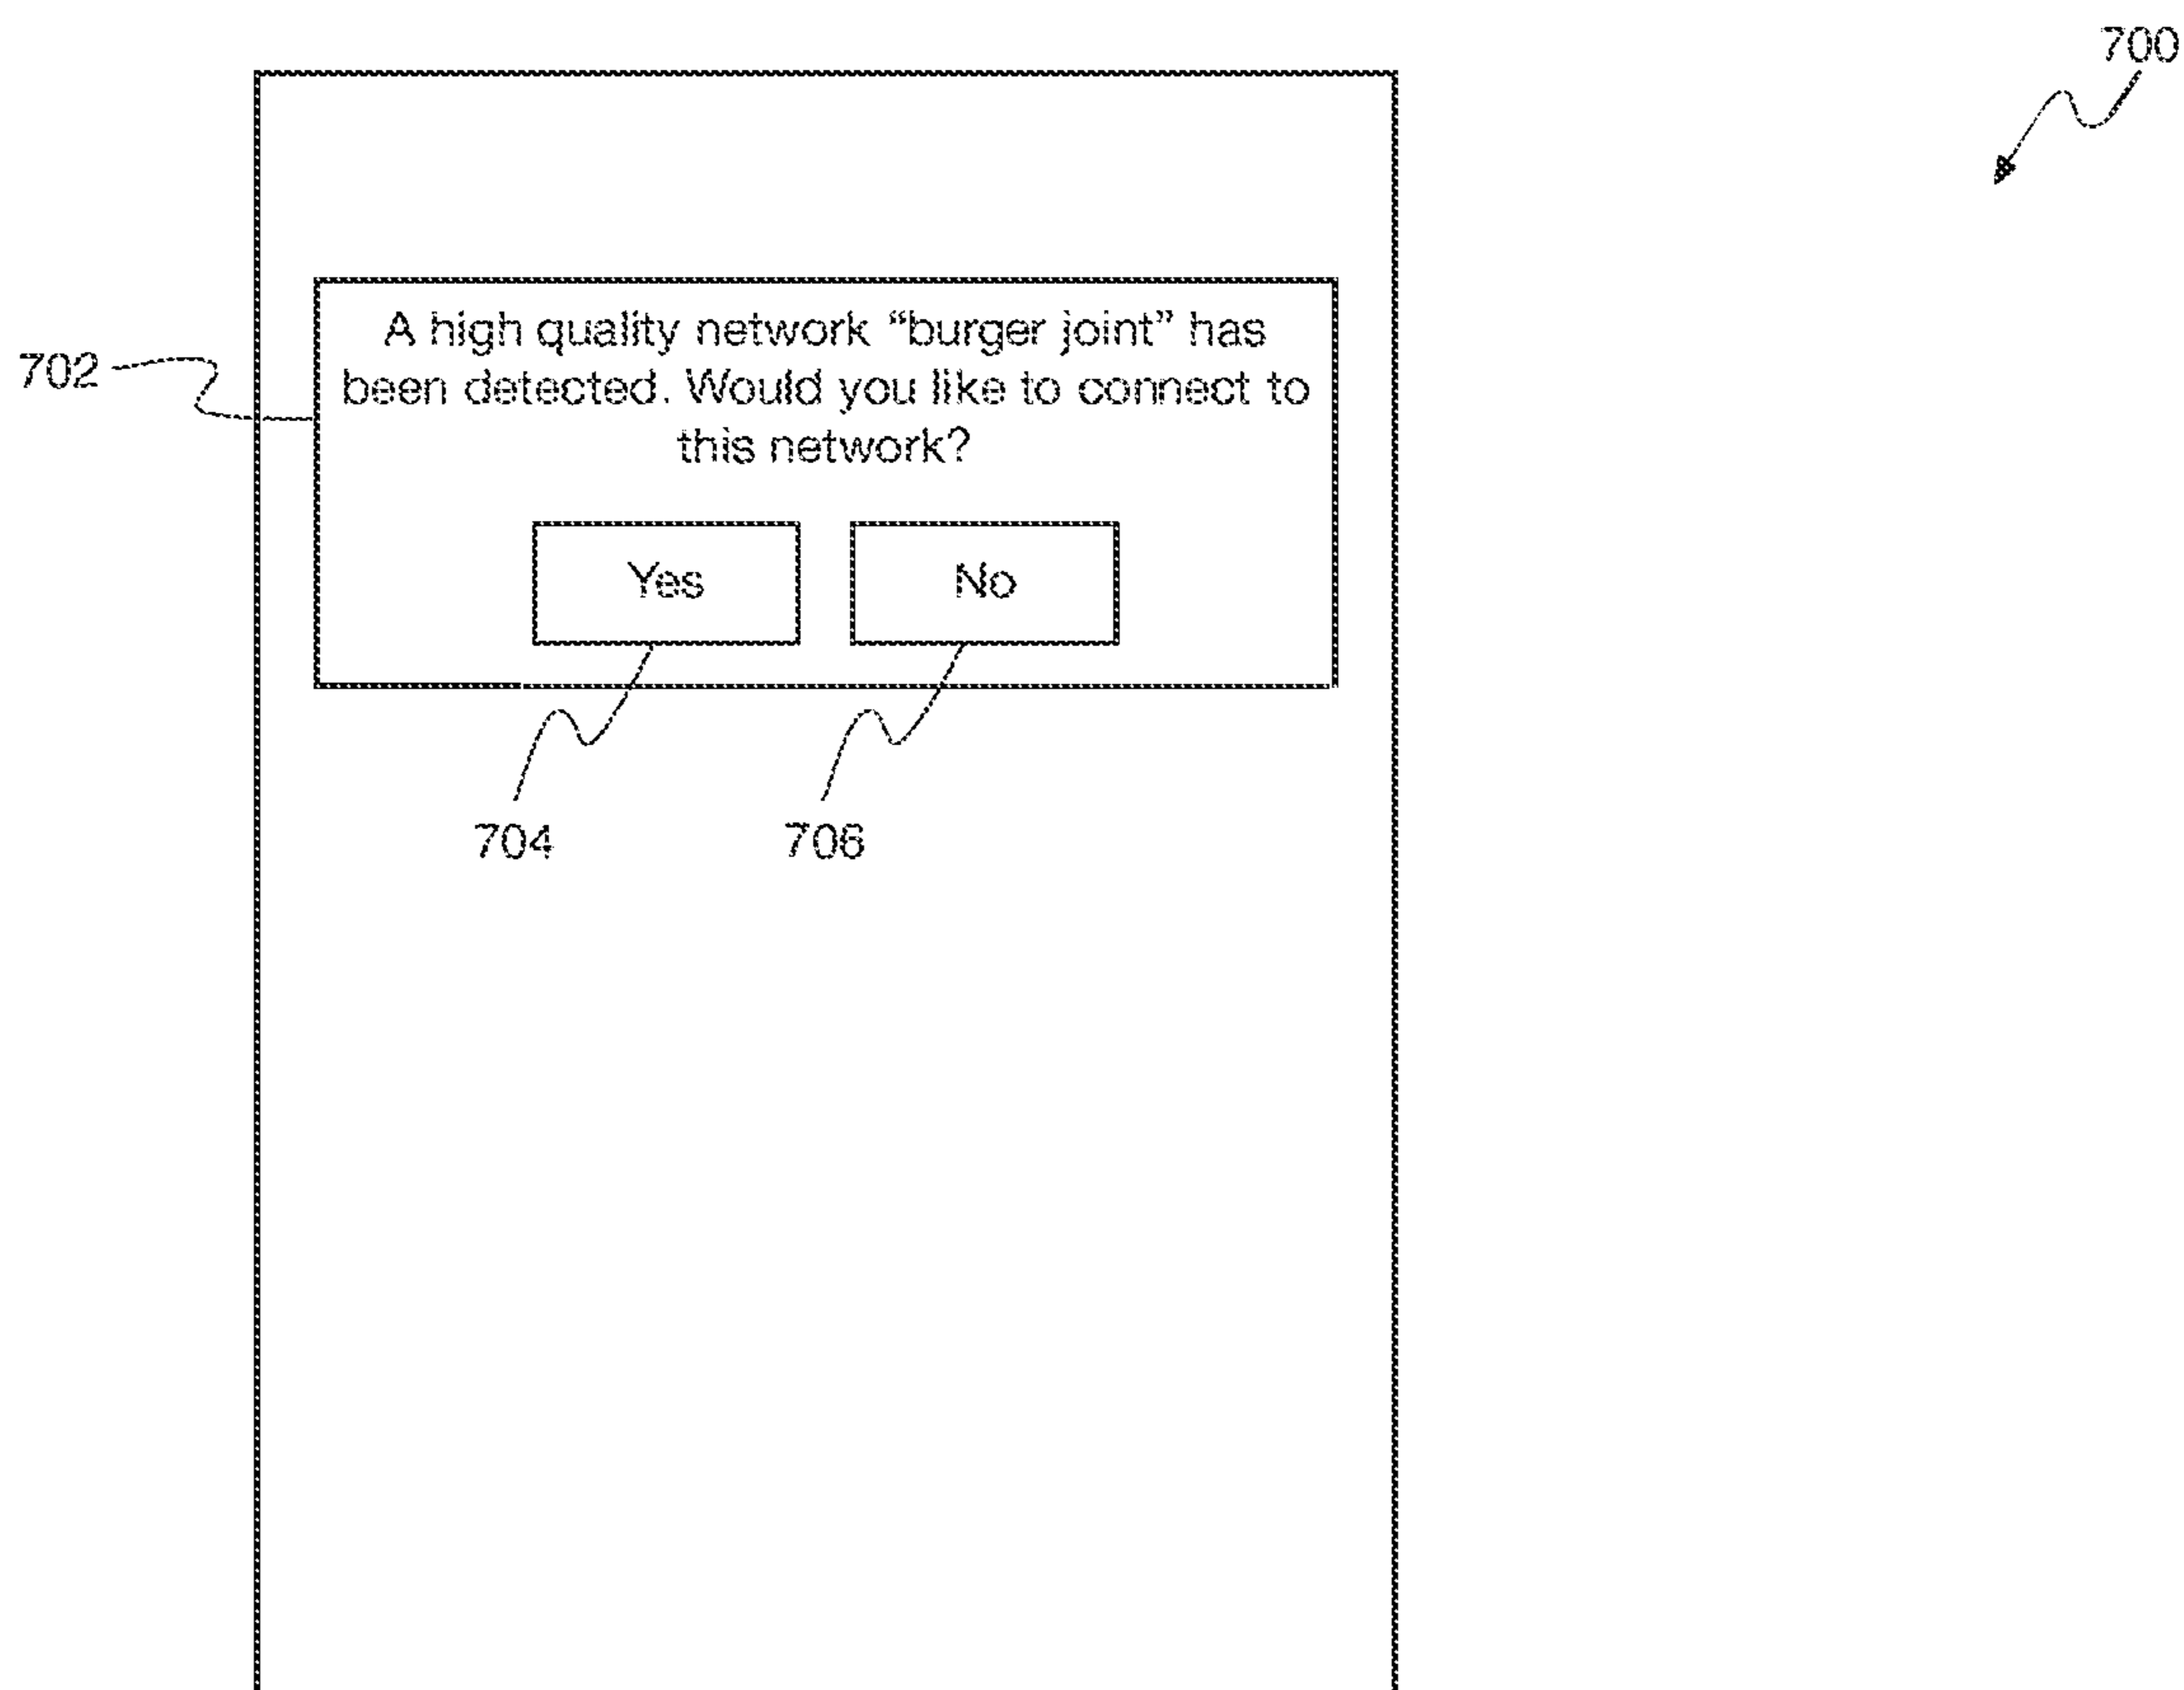 700
A high quality network “burger joint” has
702
been detected. Would you like to connect to
this network?
Yes
No
704
706